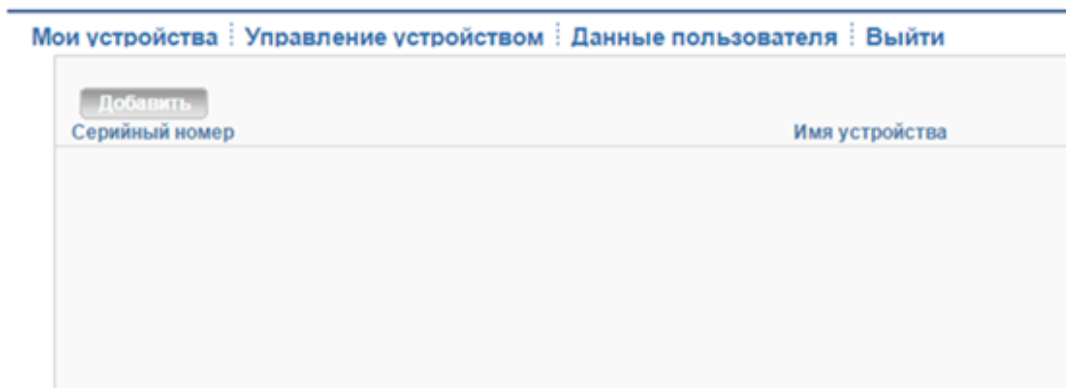 Мои устройства Управление устройством Данные пользователя Выйти
Добавить
Серийный номер Имя устройства